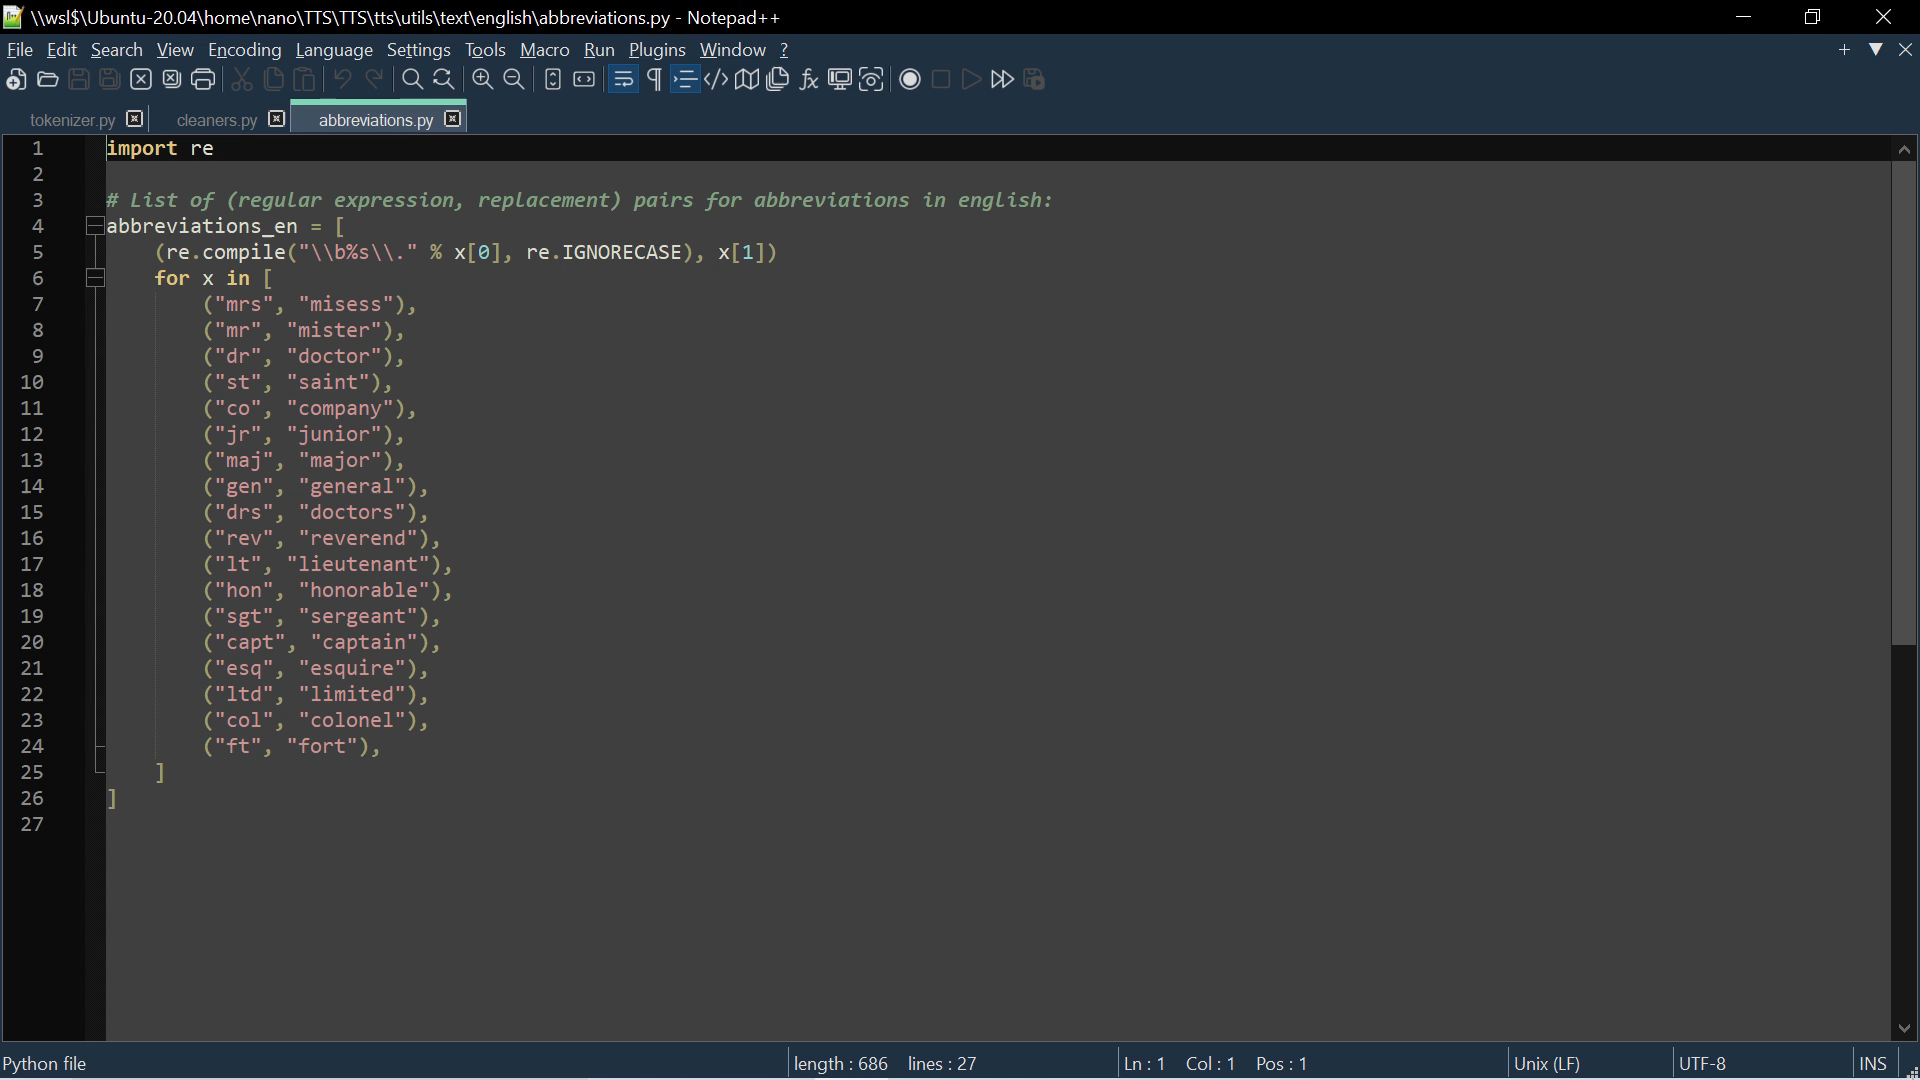 \\wsl$\Ubuntu-20.04\home\nano\TTS\TTS\tts\utils\text\english\abbreviations.py - Notepad++
File Edit Search View Encoding Language Settings Tools Macro Run Plugins Window ?
tokenizer.py cleaners.py abbreviations.py
1 import re
2
3 # List of (regular expression, replacement) pairs for abbreviations in english:
4 abbreviations_en = [
5     (re.compile("\\b%s\\." % x[0], re.IGNORECASE), x[1])
6     for x in [
7         ("mrs", "misess"),
8         ("mr", "mister"),
9         ("dr", "doctor"),
10         ("st", "saint"),
11         ("co", "company"),
12         ("jr", "junior"),
13         ("maj", "major"),
14         ("gen", "general"),
15         ("drs", "doctors"),
16         ("rev", "reverend"),
17         ("lt", "lieutenant"),
18         ("hon", "honorable"),
19         ("sgt", "sergeant"),
20         ("capt", "captain"),
21         ("esq", "esquire"),
22         ("ltd", "limited"),
23         ("col", "colonel"),
24         ("ft", "fort"),
25     ]
26 ]
27
Python file length : 686 lines : 27 Ln : 1 Col : 1 Pos : 1 Unix (LF) UTF-8 INS